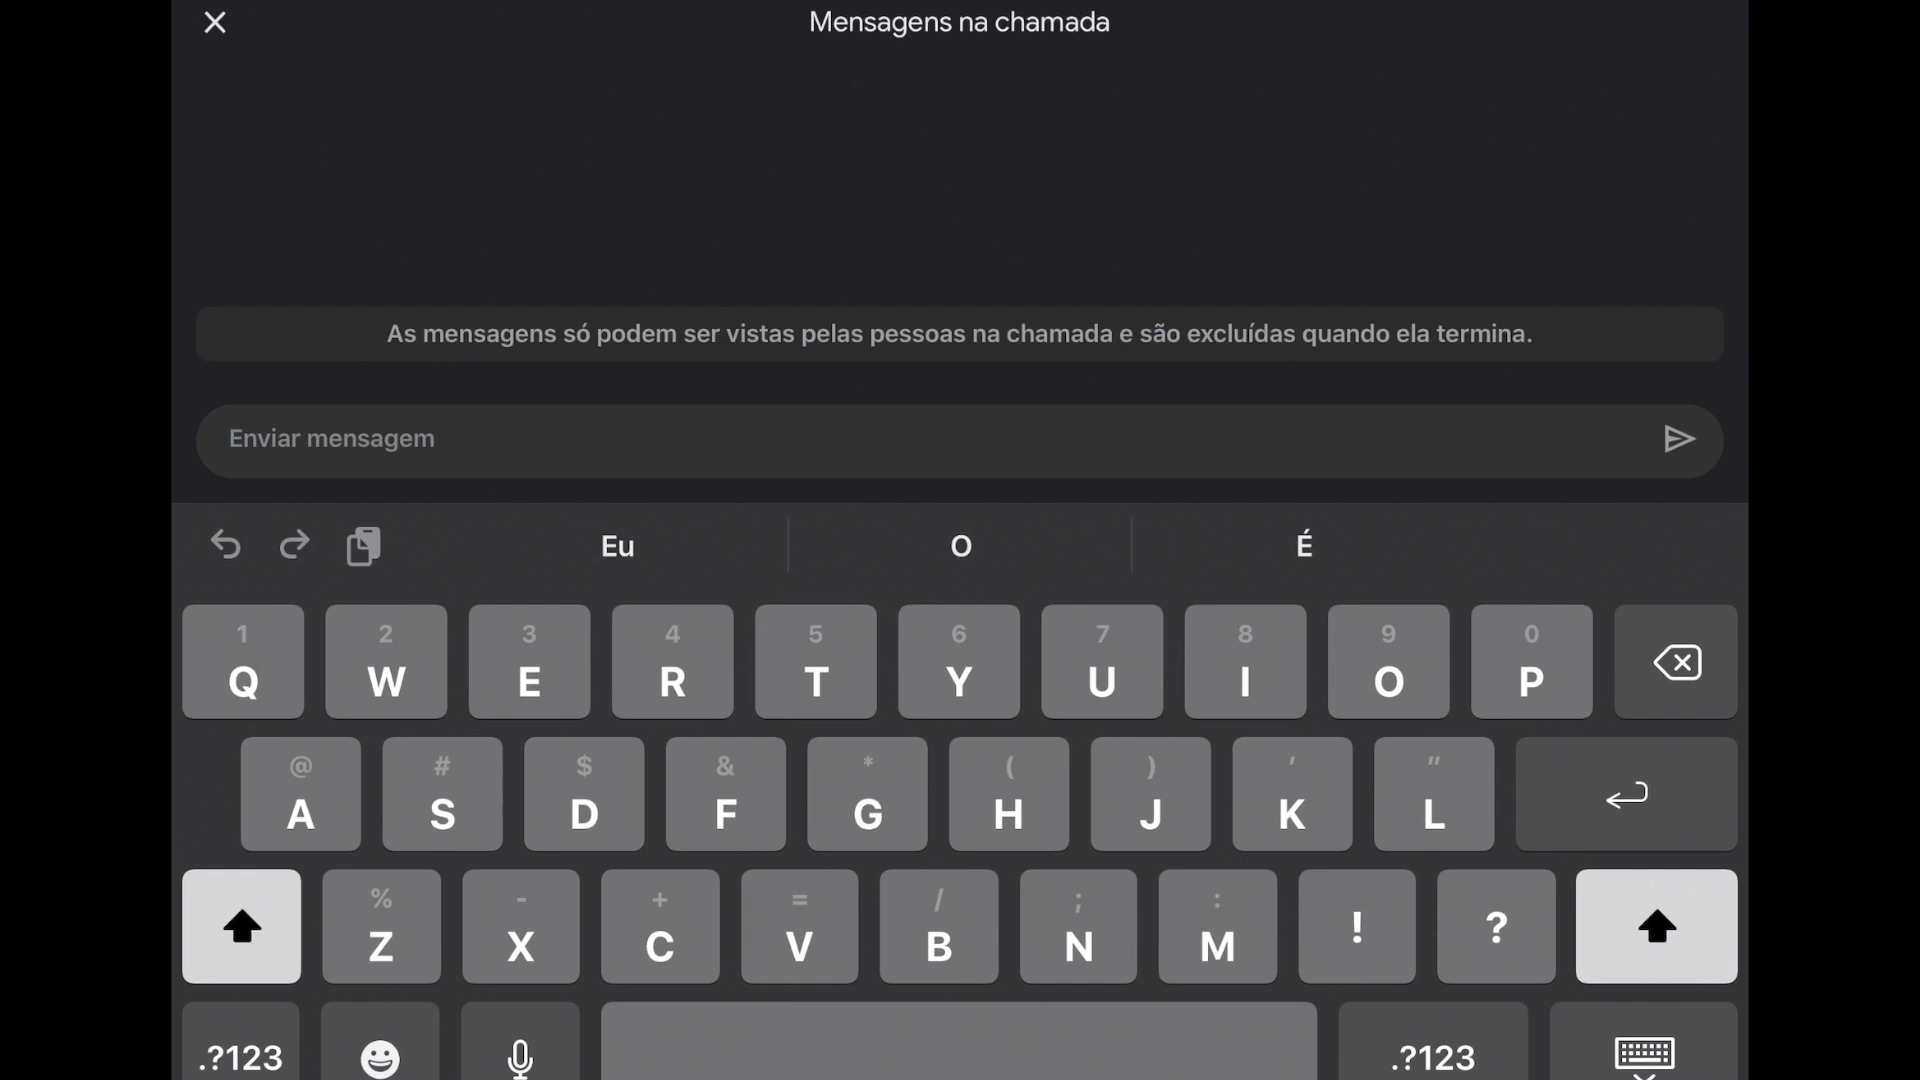 Mensagens na chamada
As mensagens só podem ser vistas pelas pessoas na chamada e são excluídas quando ela termina.
Enviar mensagem
Eu O É
1 2 3 4 5 6 7 8 9 0
Q W E R T Y U I O P
@ # $ & * ( ) ' "
A S D F G H J K L
% - + = / ; :
Z X C V B N M ! ?
.?123 .?123